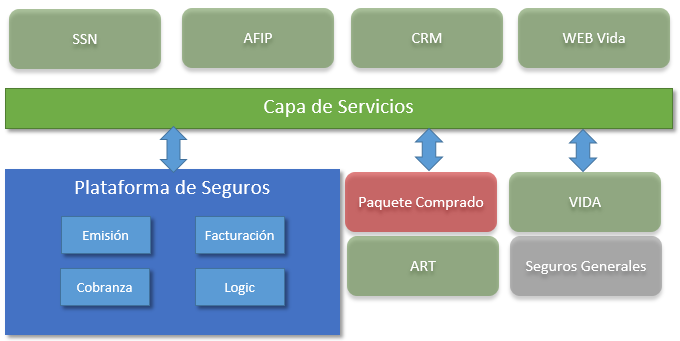 SSN
AFIP
CRM
WEB Vida
Capa de Servicios
Plataforma de Seguros
Emisión
Facturación
Cobranza
Logic
Paquete Comprado
VIDA
ART
Seguros Generales